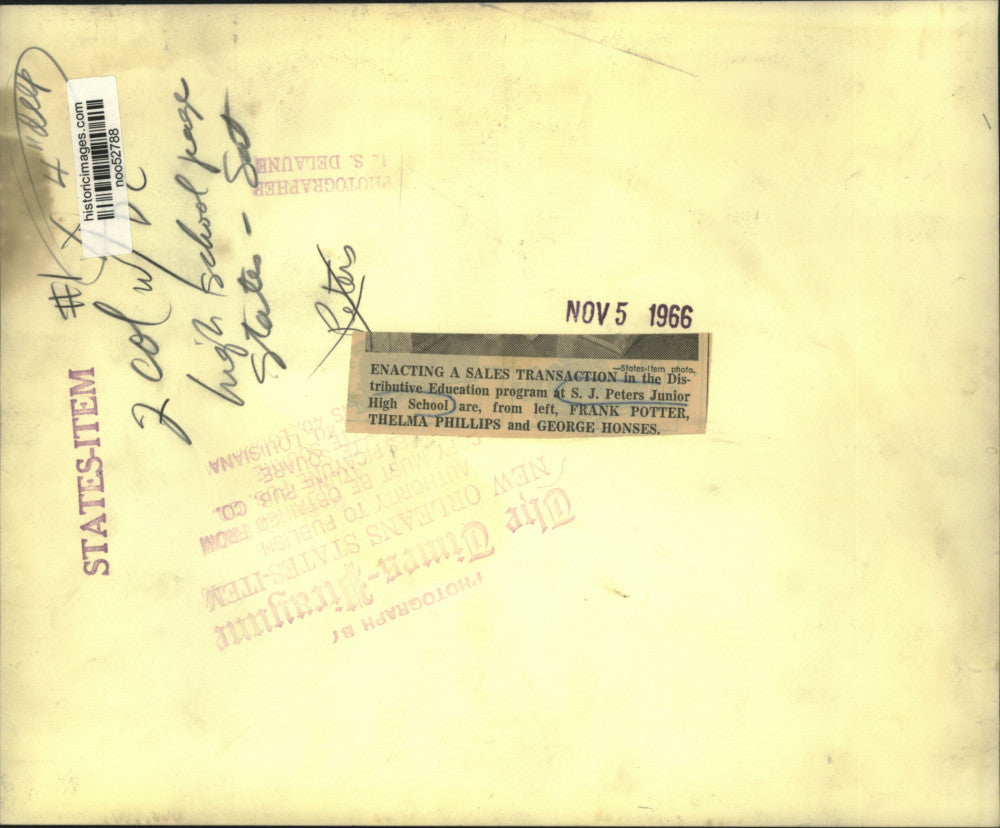 #1 X 4" deep
2 col w/
high school page
States - Sat
historicimages.com
noo52788
PHOTOGRAPHER
S. DELAUNE
Peters
NOV 5 1966
—States-Item photo.
ENACTING A SALES TRANSACTION in the Dis-
tributive Education program at S. J. Peters Junior
High School are, from left, FRANK POTTER,
THELMA PHILLIPS and GEORGE HONSES.
STATES-ITEM
PHOTOGRAPH BY
The Times-Picayune
NEW ORLEANS STATES-ITEM
AUTHORITY TO PUBLISH
MUST BE OBTAINED FROM
PICAYUNE PUB. CO.
SQUARE
LOUISIANA